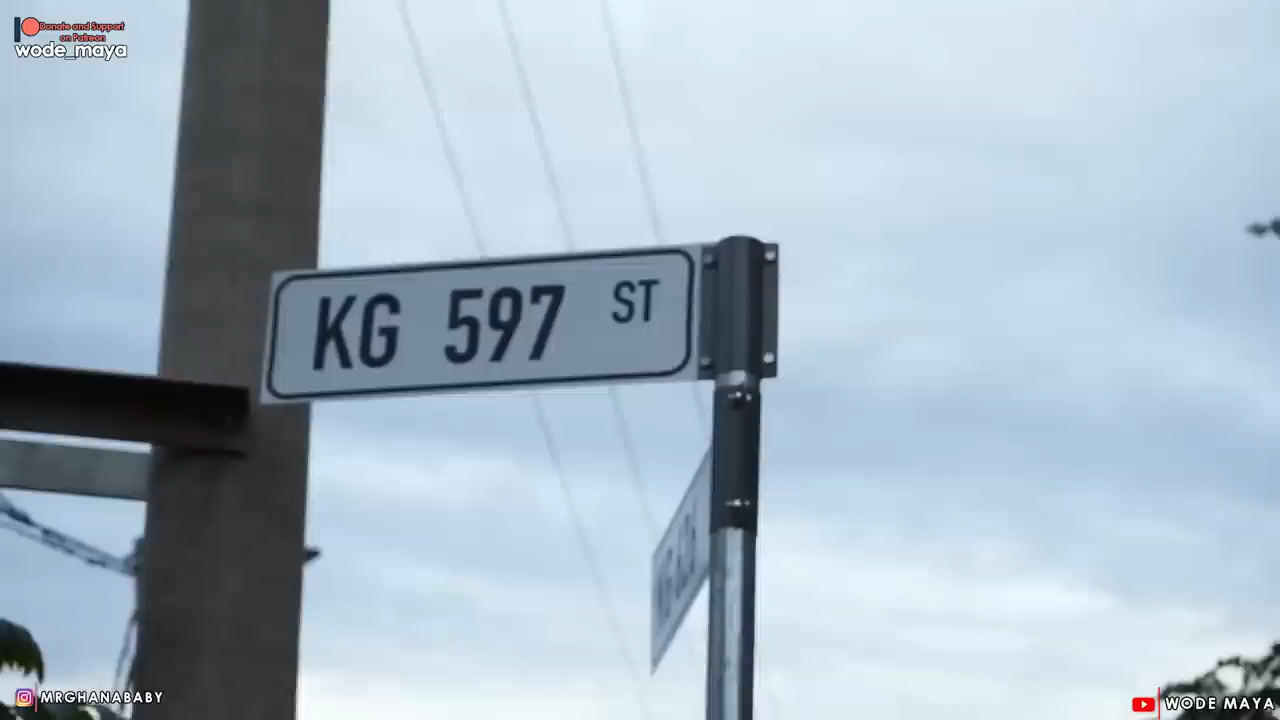 Donate and Support
on Patreon
wode_maya
KG 597 ST
MRGHANABABY
WODE MAYA